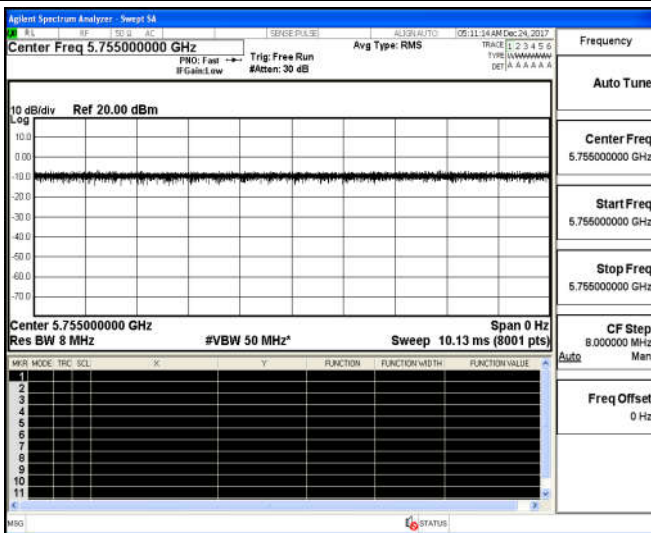 Agilent Spectrum Analyzer - Swept SA
RL RF 50 Ω AC SENSE:PULSE ALIGN AUTO 05:11:14 AM Dec 24, 2017
Center Freq 5.755000000 GHz
PNO: Fast
IFGain:Low
Trig: Free Run
#Atten: 30 dB
Avg Type: RMS
TRACE 1 2 3 4 5 6
TYPE WWWWWW
DET A A A A A A
10 dB/div Ref 20.00 dBm
Log
10.0
0.00
-10.0
-20.0
-30.0
-40.0
-50.0
-60.0
-70.0
Center 5.755000000 GHz Span 0 Hz
Res BW 8 MHz #VBW 50 MHz* Sweep 10.13 ms (8001 pts)
MKR MODE TRC SCL X Y FUNCTION FUNCTION WIDTH FUNCTION VALUE
1
2
3
4
5
6
7
8
9
10
11
MSG STATUS
Frequency
Auto Tune
Center Freq
5.755000000 GHz
Start Freq
5.755000000 GHz
Stop Freq
5.755000000 GHz
CF Step
8.000000 MHz
Auto Man
Freq Offset
0 Hz